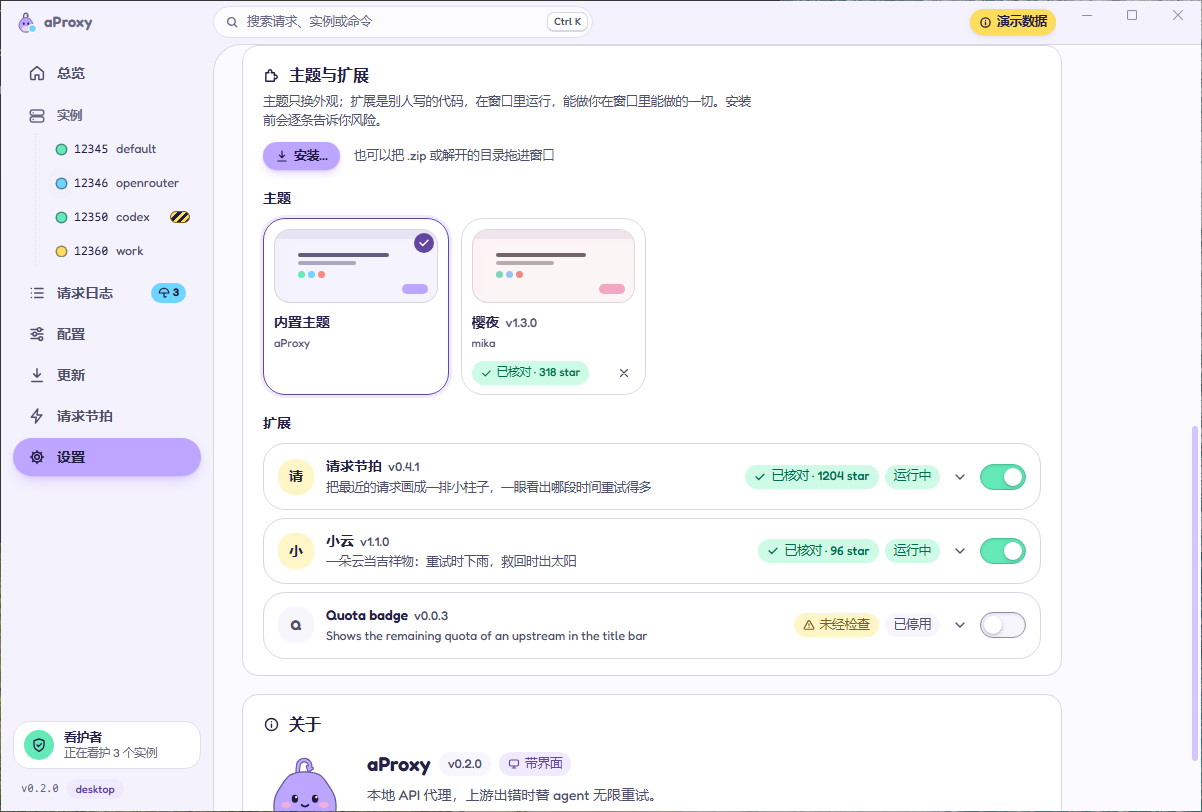 aProxy
搜索请求、实例或命令
Ctrl K
演示数据
总览
实例
12345 default
12346 openrouter
12350 codex
12360 work
请求日志
3
配置
更新
请求节拍
设置
看护者
正在看护 3 个实例
v0.2.0 desktop
主题与扩展
主题只换外观；扩展是别人写的代码，在窗口里运行，能做你在窗口里能做的一切。安装
前会逐条告诉你风险。
安装...
也可以把 .zip 或解开的目录拖进窗口
主题
内置主题
aProxy
樱夜 v1.3.0
mika
已核对 · 318 star
扩展
请
请求节拍 v0.4.1
把最近的请求画成一排小柱子，一眼看出哪段时间重试得多
已核对 · 1204 star
运行中
小
小云 v1.1.0
一朵云当吉祥物：重试时下雨，救回时出太阳
已核对 · 96 star
运行中
Q
Quota badge v0.0.3
Shows the remaining quota of an upstream in the title bar
未经检查
已停用
关于
aProxy v0.2.0 带界面
本地 API 代理，上游出错时替 agent 无限重试。